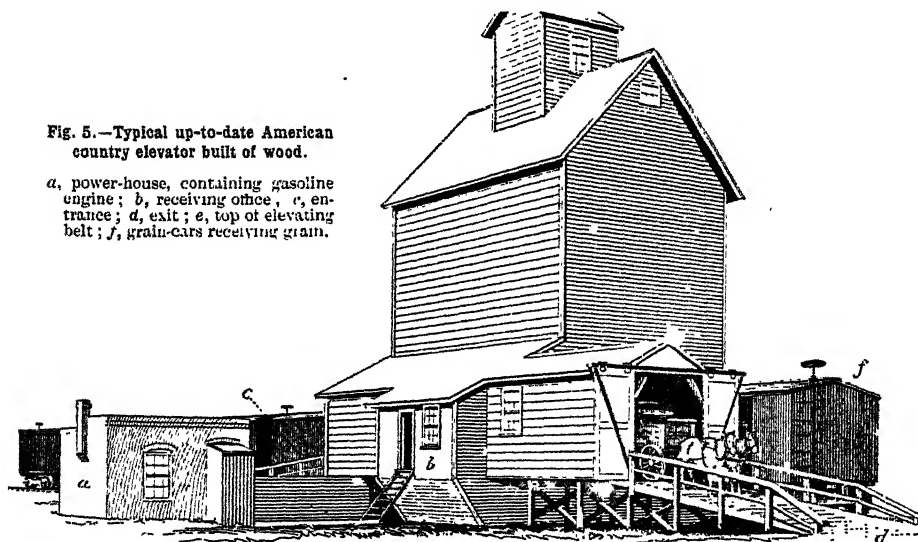 Fig. 5.—Typical up-to-date American
country elevator built of wood.
a, power-house, containing gasoline
engine; b, receiving office, c, en-
trance; d, exit; e, top of elevating
belt; f, grain-cars receiving grain.
c
f
a
b
d